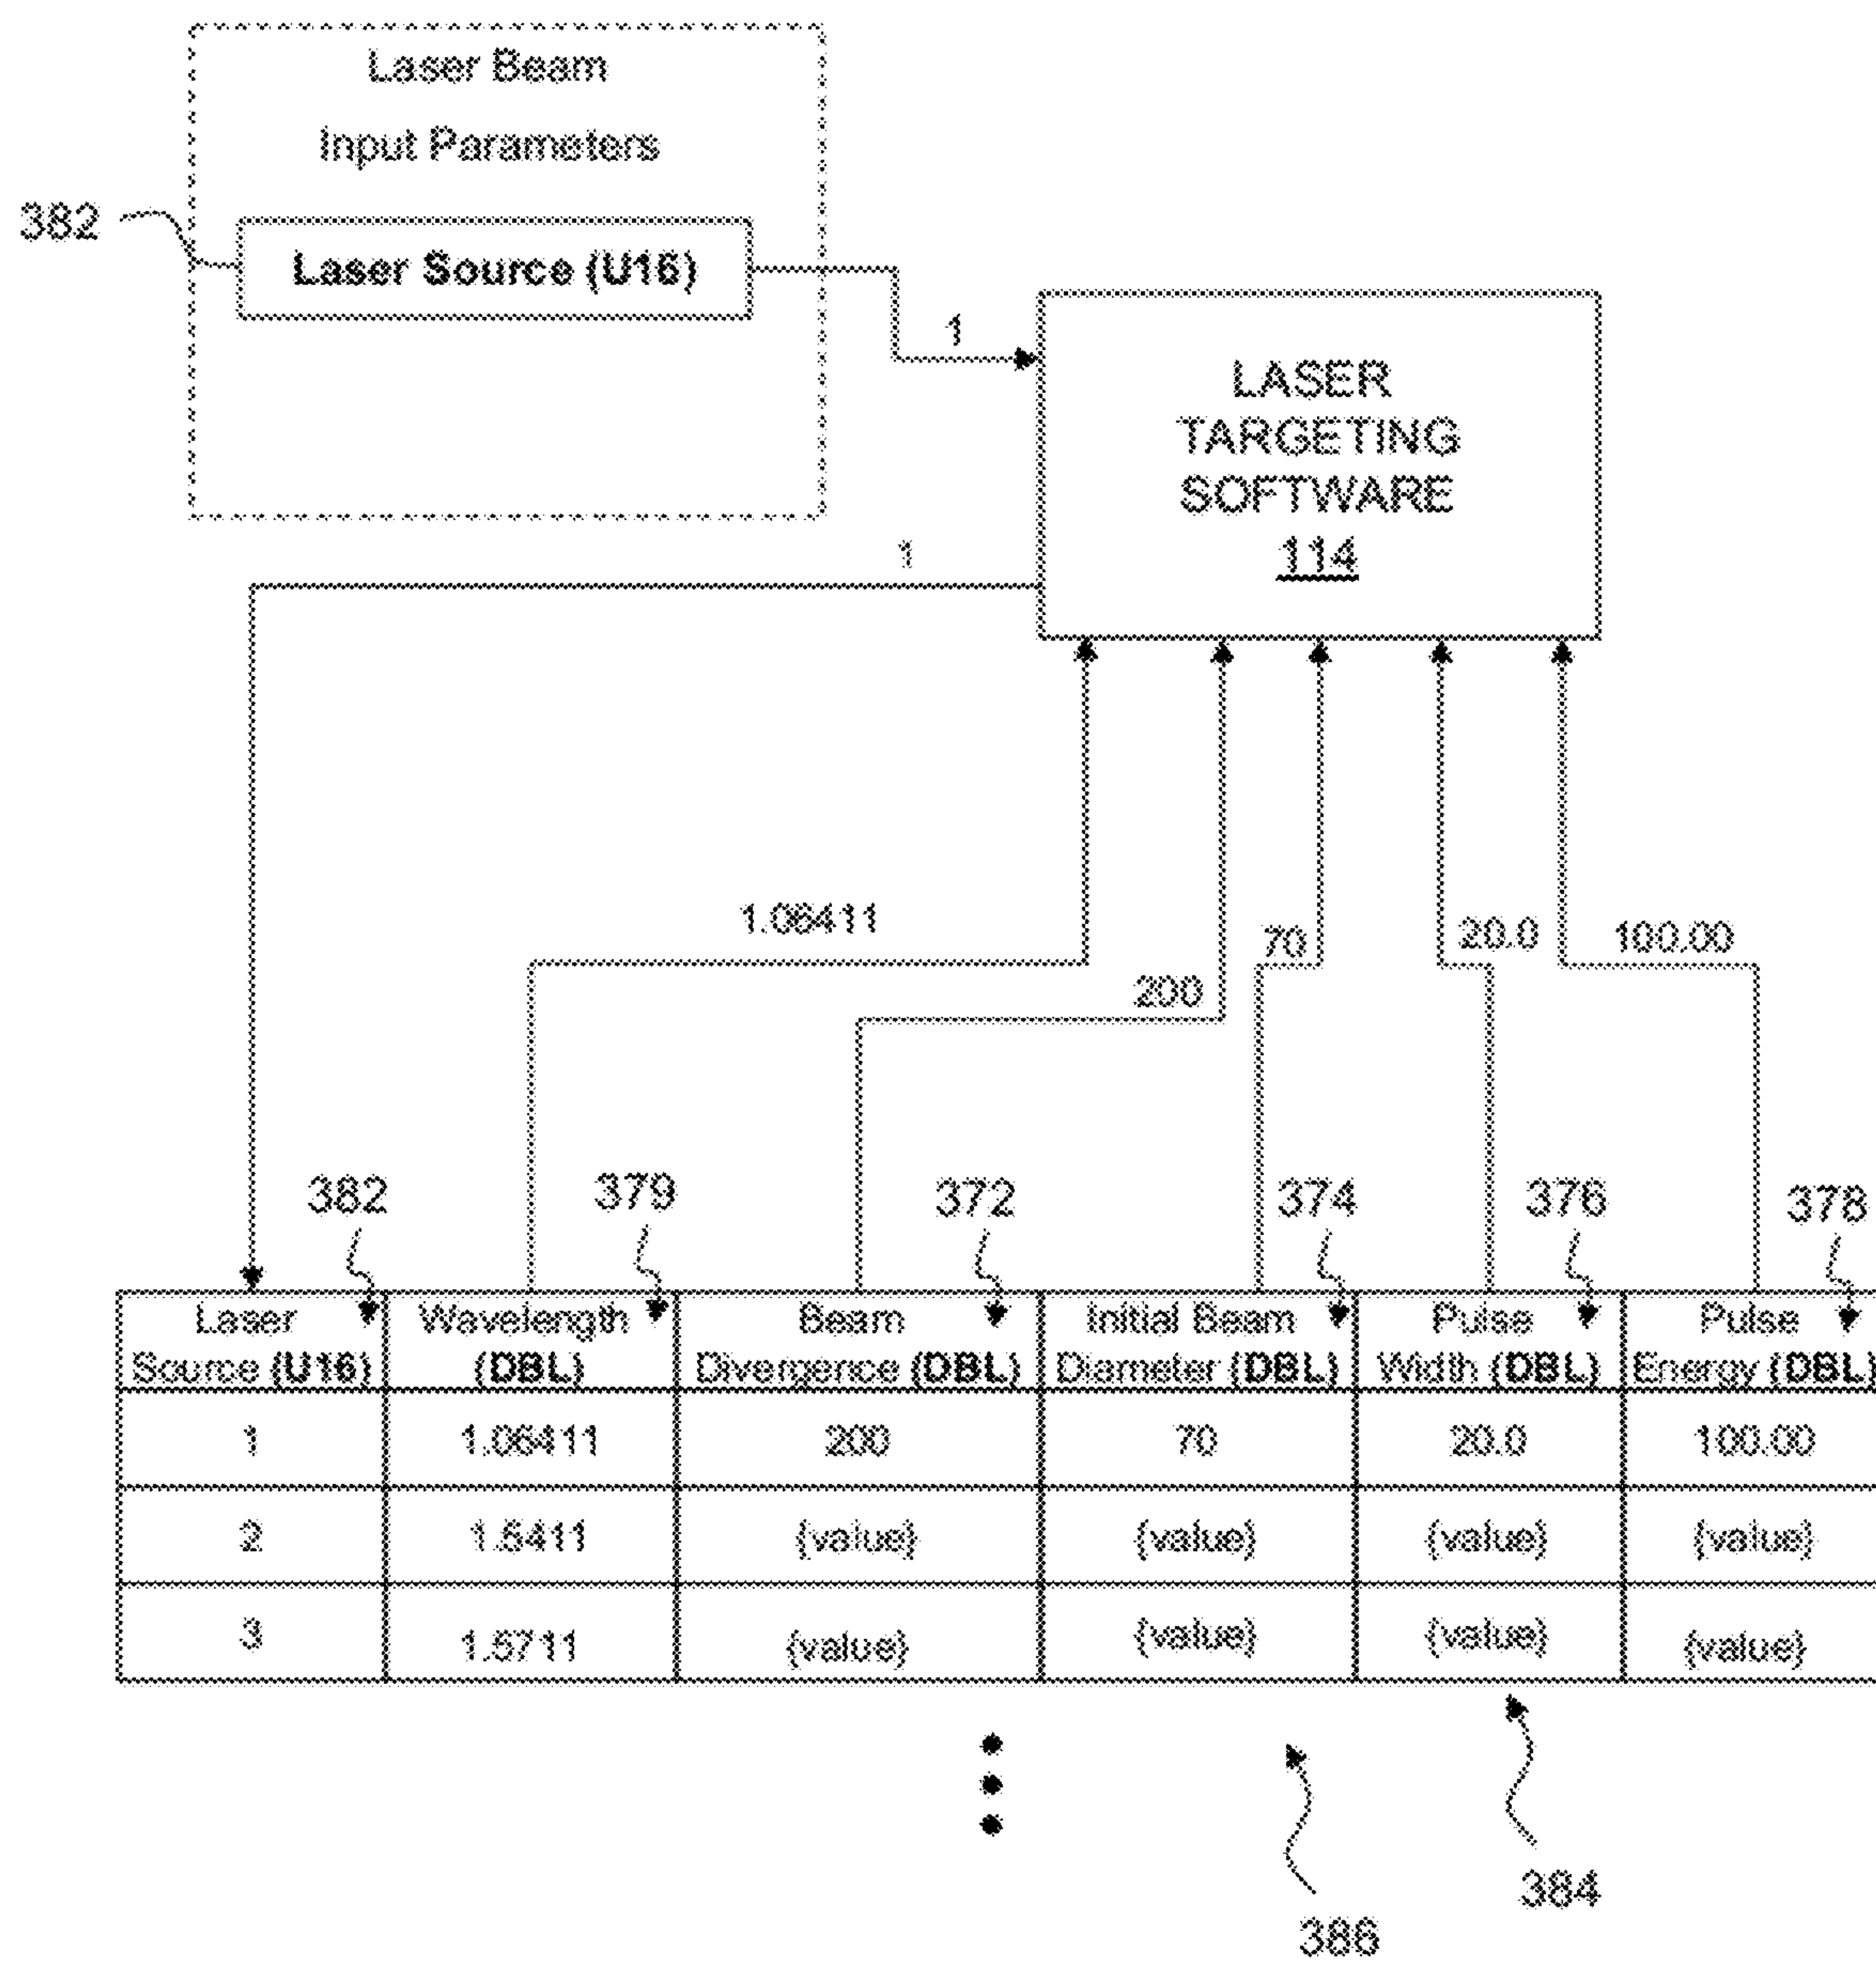 Laser Beam
Input Parameters
382
Laser Source (U16)
1
LASER
TARGETING
SOFTWARE
114
1
1.06411
200
70
20.0
100.00
382
379
372
374
376
378
Laser Source (U16)
Wavelength (DBL)
Beam Divergence (DBL)
Initial Beam Diameter (DBL)
Pulse Width (DBL)
Pulse Energy (DBL)
1 1.06411 200 70 20.0 100.00
2 1.5411 {value} {value} {value} {value}
3 1.5711 {value} {value} {value} {value}
384
386